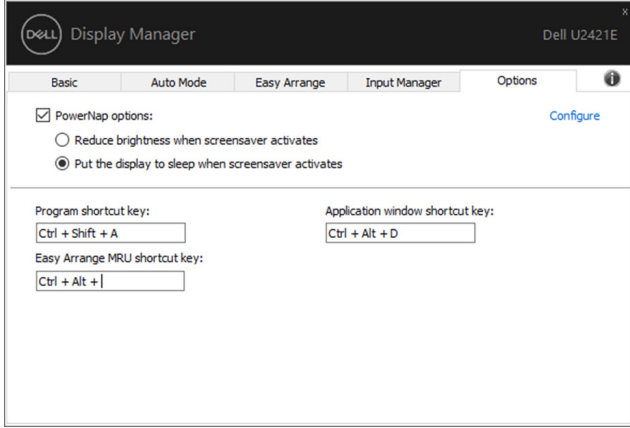 x
DELL Display Manager Dell U2421E
Basic Auto Mode Easy Arrange Input Manager Options i
PowerNap options: Configure
Reduce brightness when screensaver activates
Put the display to sleep when screensaver activates
Program shortcut key: Application window shortcut key:
Ctrl + Shift + A Ctrl + Alt + D
Easy Arrange MRU shortcut key:
Ctrl + Alt +